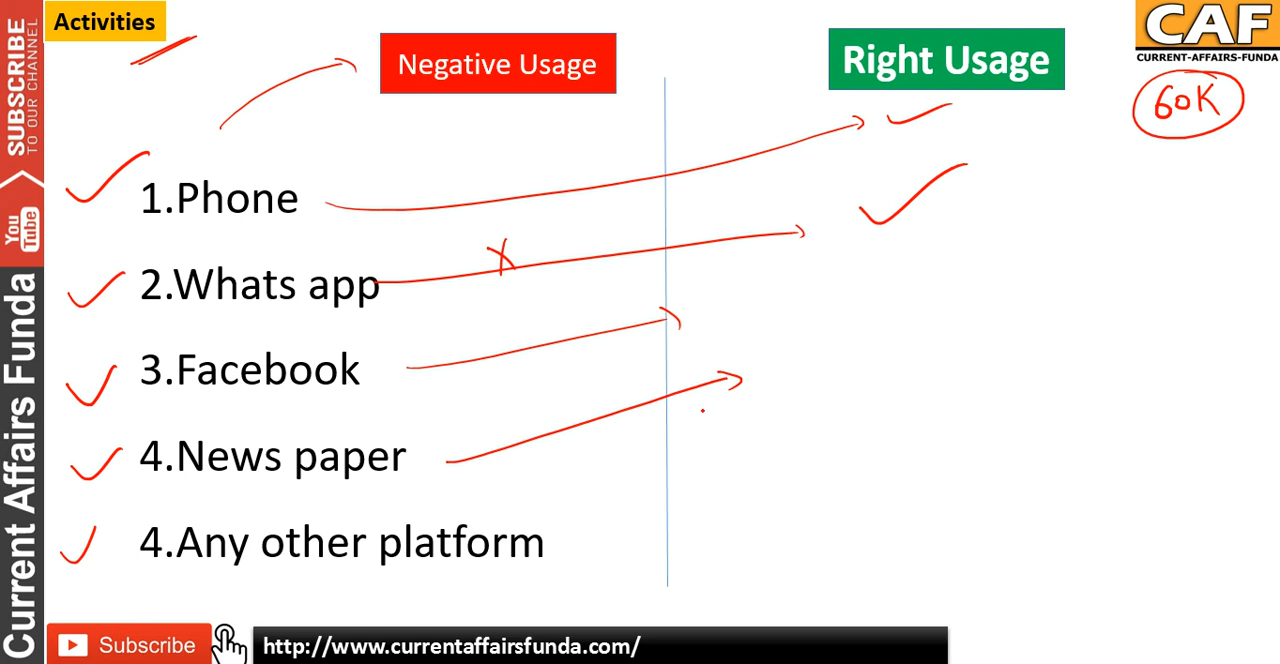 Activities
CAF
CURRENT-AFFAIRS-FUNDA
Negative Usage
Right Usage
60K
1.Phone
2.Whats app
3.Facebook
4.News paper
4.Any other platform
SUBSCRIBE
TO OUR CHANNEL
You
Tube
Current Affairs Funda
Subscribe
http://www.currentaffairsfunda.com/